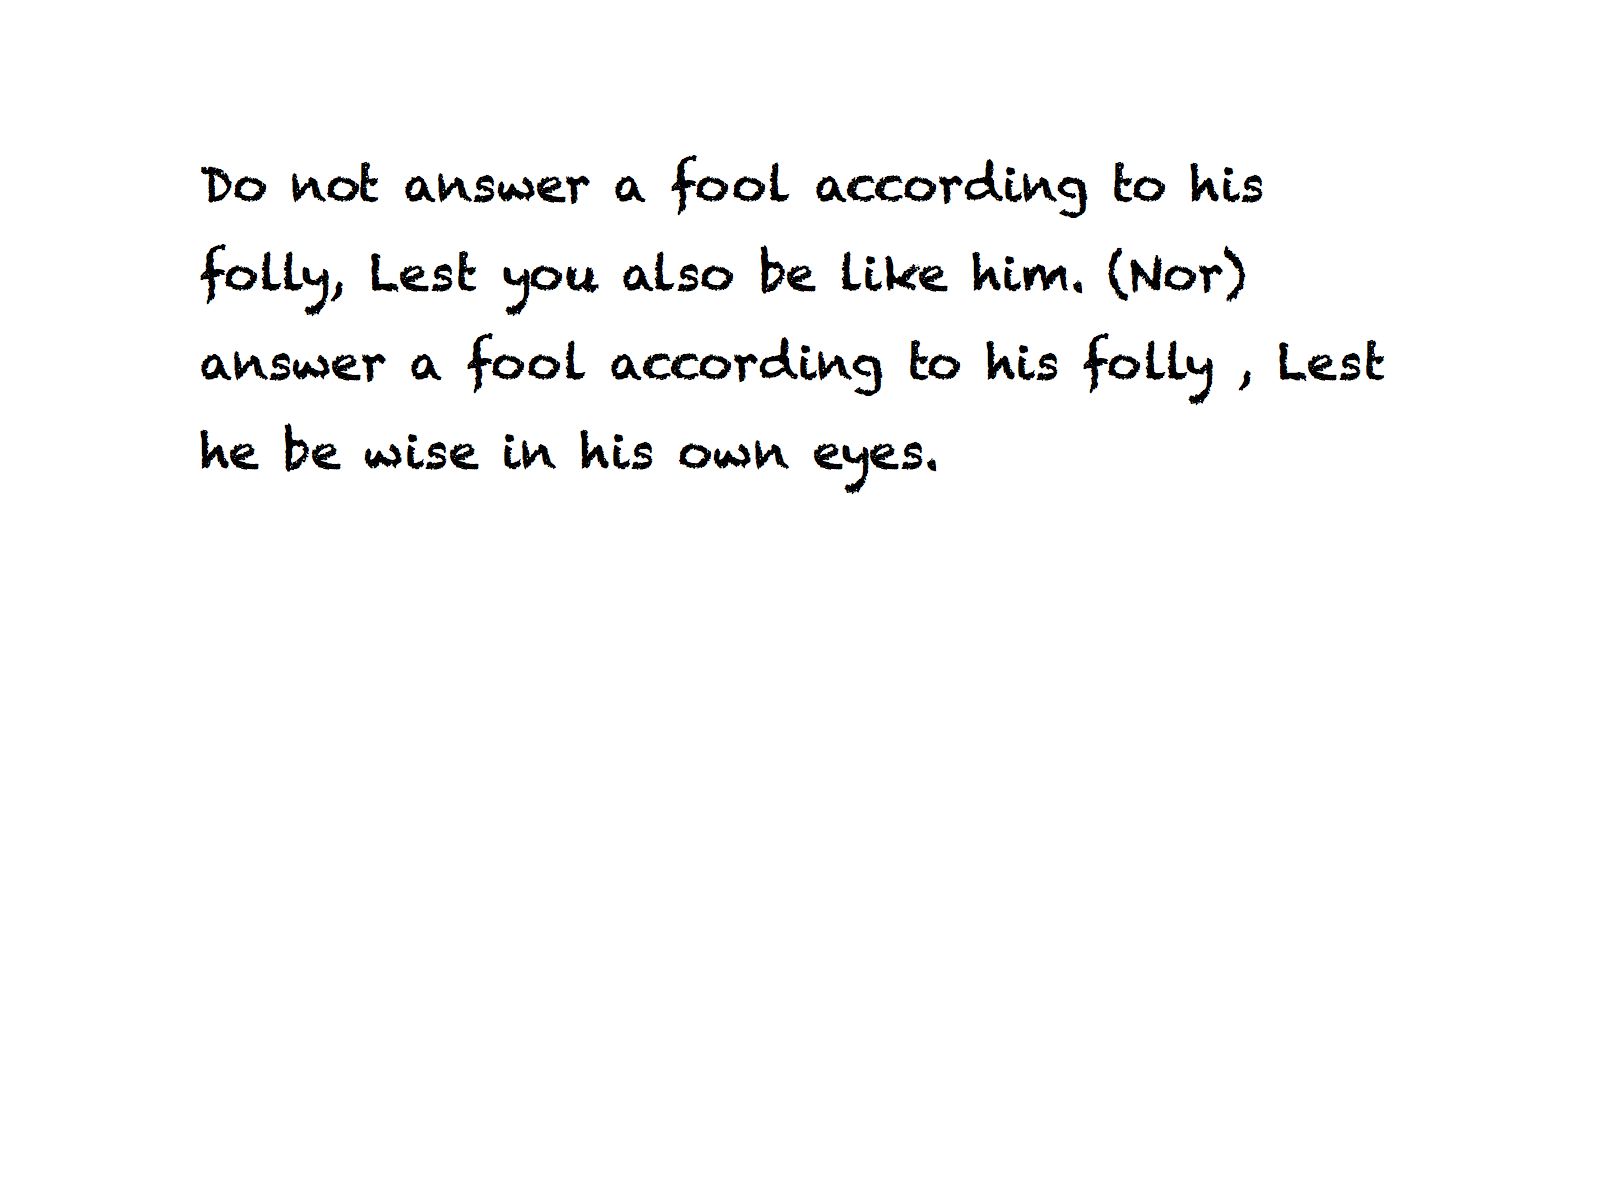 Do not answer a fool according to his
folly, Lest you also be like him. (Nor)
answer a fool according to his folly , Lest
he be wise in his own eyes.